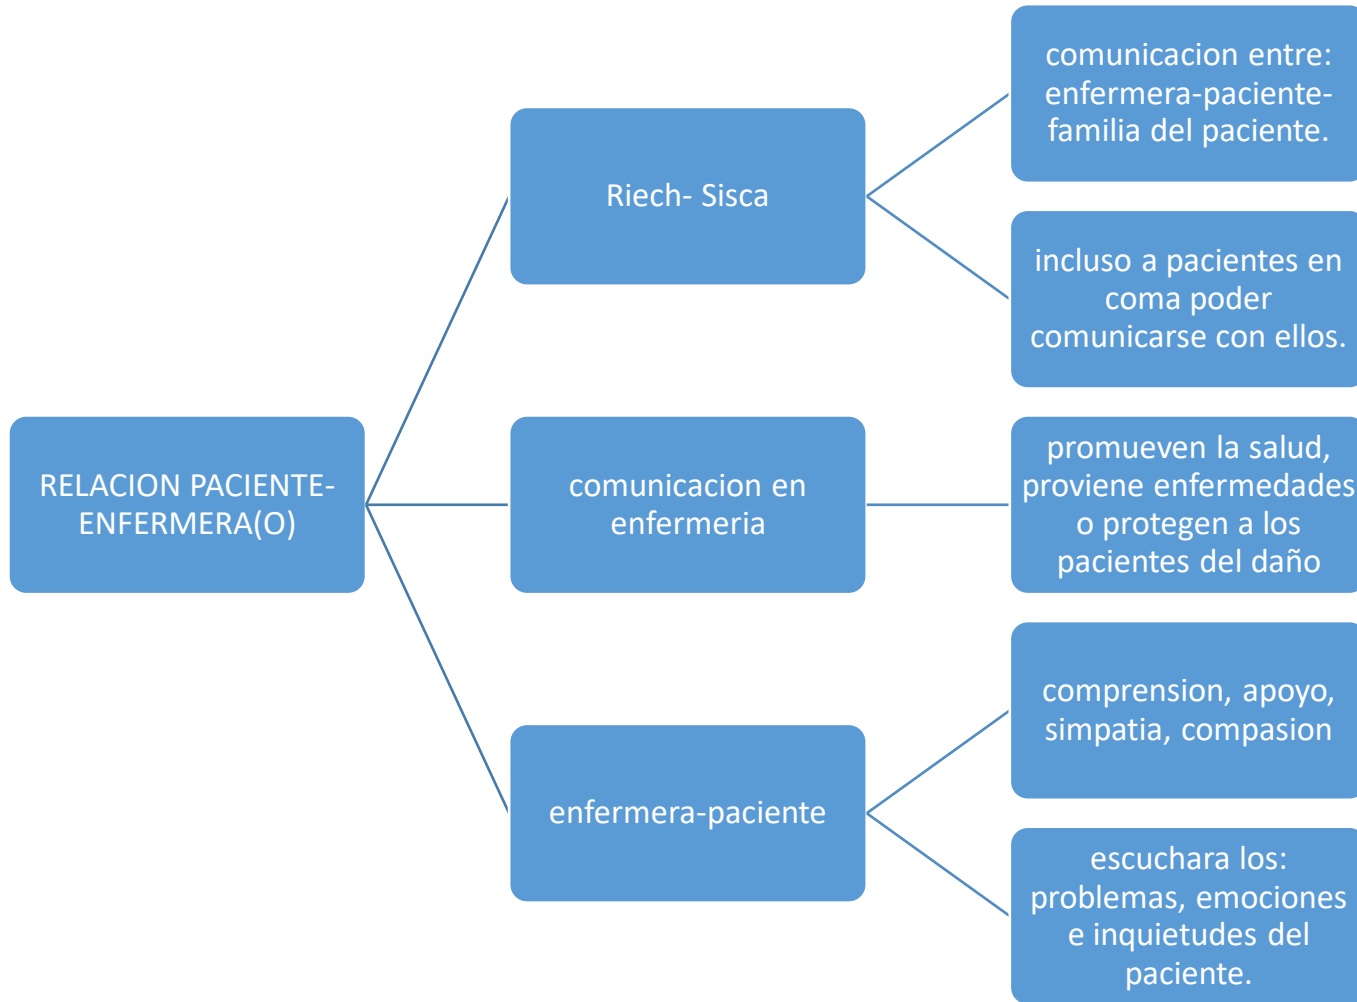 RELACION PACIENTE-
ENFERMERA(O)
Riech- Sisca
comunicacion entre:
enfermera-paciente-
familia del paciente.
incluso a pacientes en
coma poder
comunicarse con ellos.
comunicacion en
enfermeria
promueven la salud,
proviene enfermedades
o protegen a los
pacientes del daño
enfermera-paciente
comprension, apoyo,
simpatia, compasion
escuchara los:
problemas, emociones
e inquietudes del
paciente.